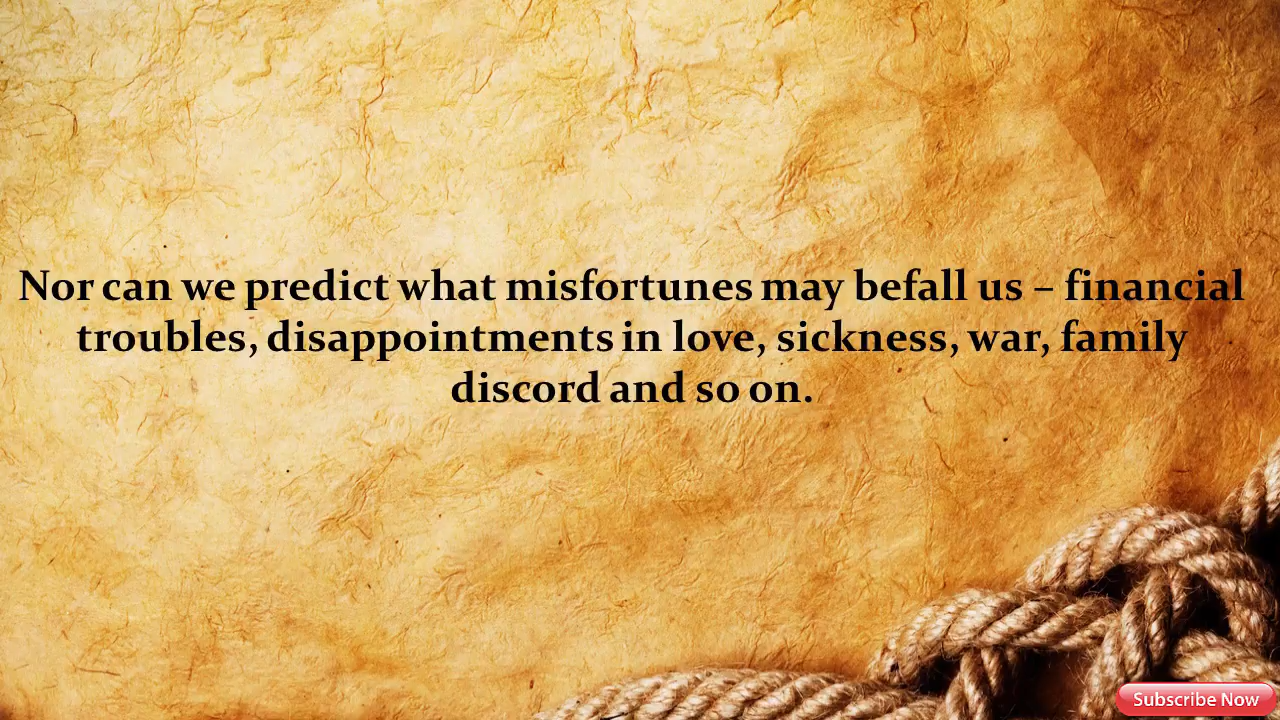 Nor can we predict what misfortunes may befall us – financial
troubles, disappointments in love, sickness, war, family
discord and so on.
Subscribe Now